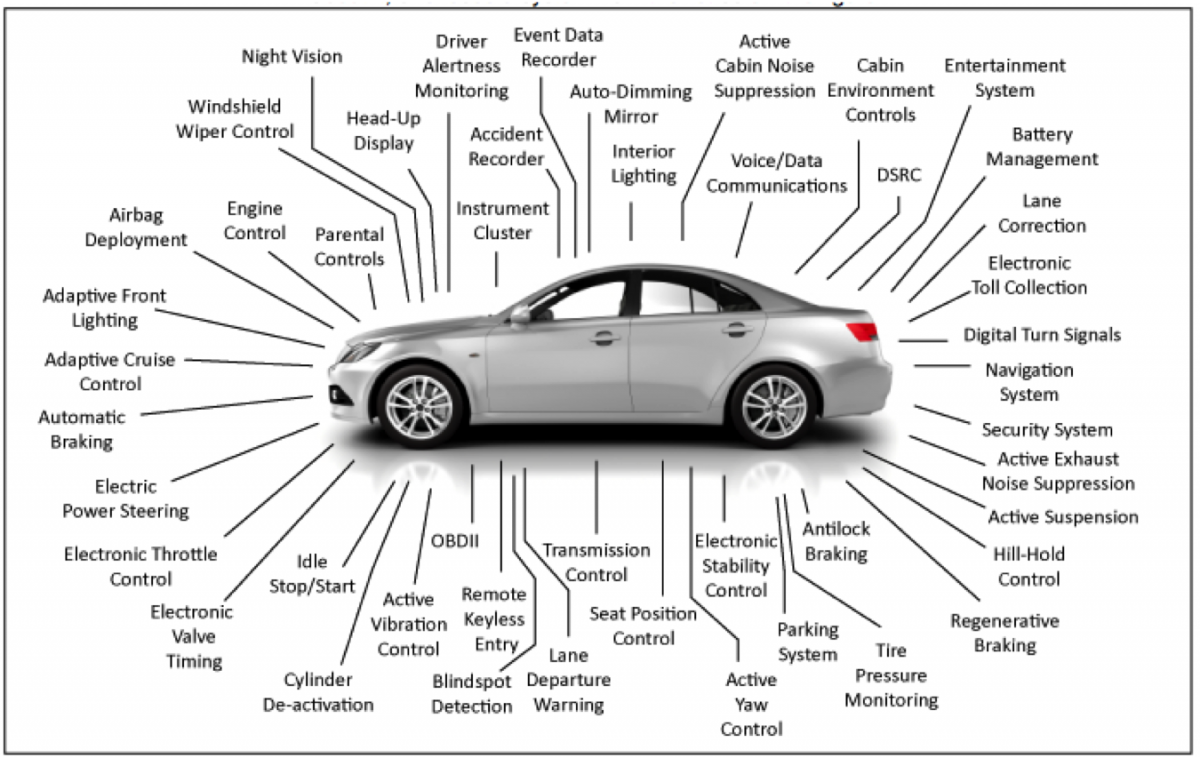 Night Vision
Driver
Alertness
Monitoring
Event Data
Recorder
Active
Cabin Noise
Suppression
Cabin
Environment
Controls
Entertainment
System
Windshield
Wiper Control
Head-Up
Display
Accident
Recorder
Auto-Dimming
Mirror
Interior
Lighting
Voice/Data
Communications
DSRC
Battery
Management
Airbag
Deployment
Engine
Control
Parental
Controls
Instrument
Cluster
Lane
Correction
Electronic
Toll Collection
Adaptive Front
Lighting
Digital Turn Signals
Adaptive Cruise
Control
Navigation
System
Automatic
Braking
Security System
Electric
Power Steering
Active Exhaust
Noise Suppression
Active Suspension
Electronic Throttle
Control
Idle
Stop/Start
OBDII
Transmission
Control
Electronic
Stability
Control
Antilock
Braking
Hill-Hold
Control
Electronic
Valve
Timing
Active
Vibration
Control
Remote
Keyless
Entry
Seat Position
Control
Parking
System
Regenerative
Braking
Cylinder
De-activation
Blindspot
Detection
Lane
Departure
Warning
Active
Yaw
Control
Tire
Pressure
Monitoring